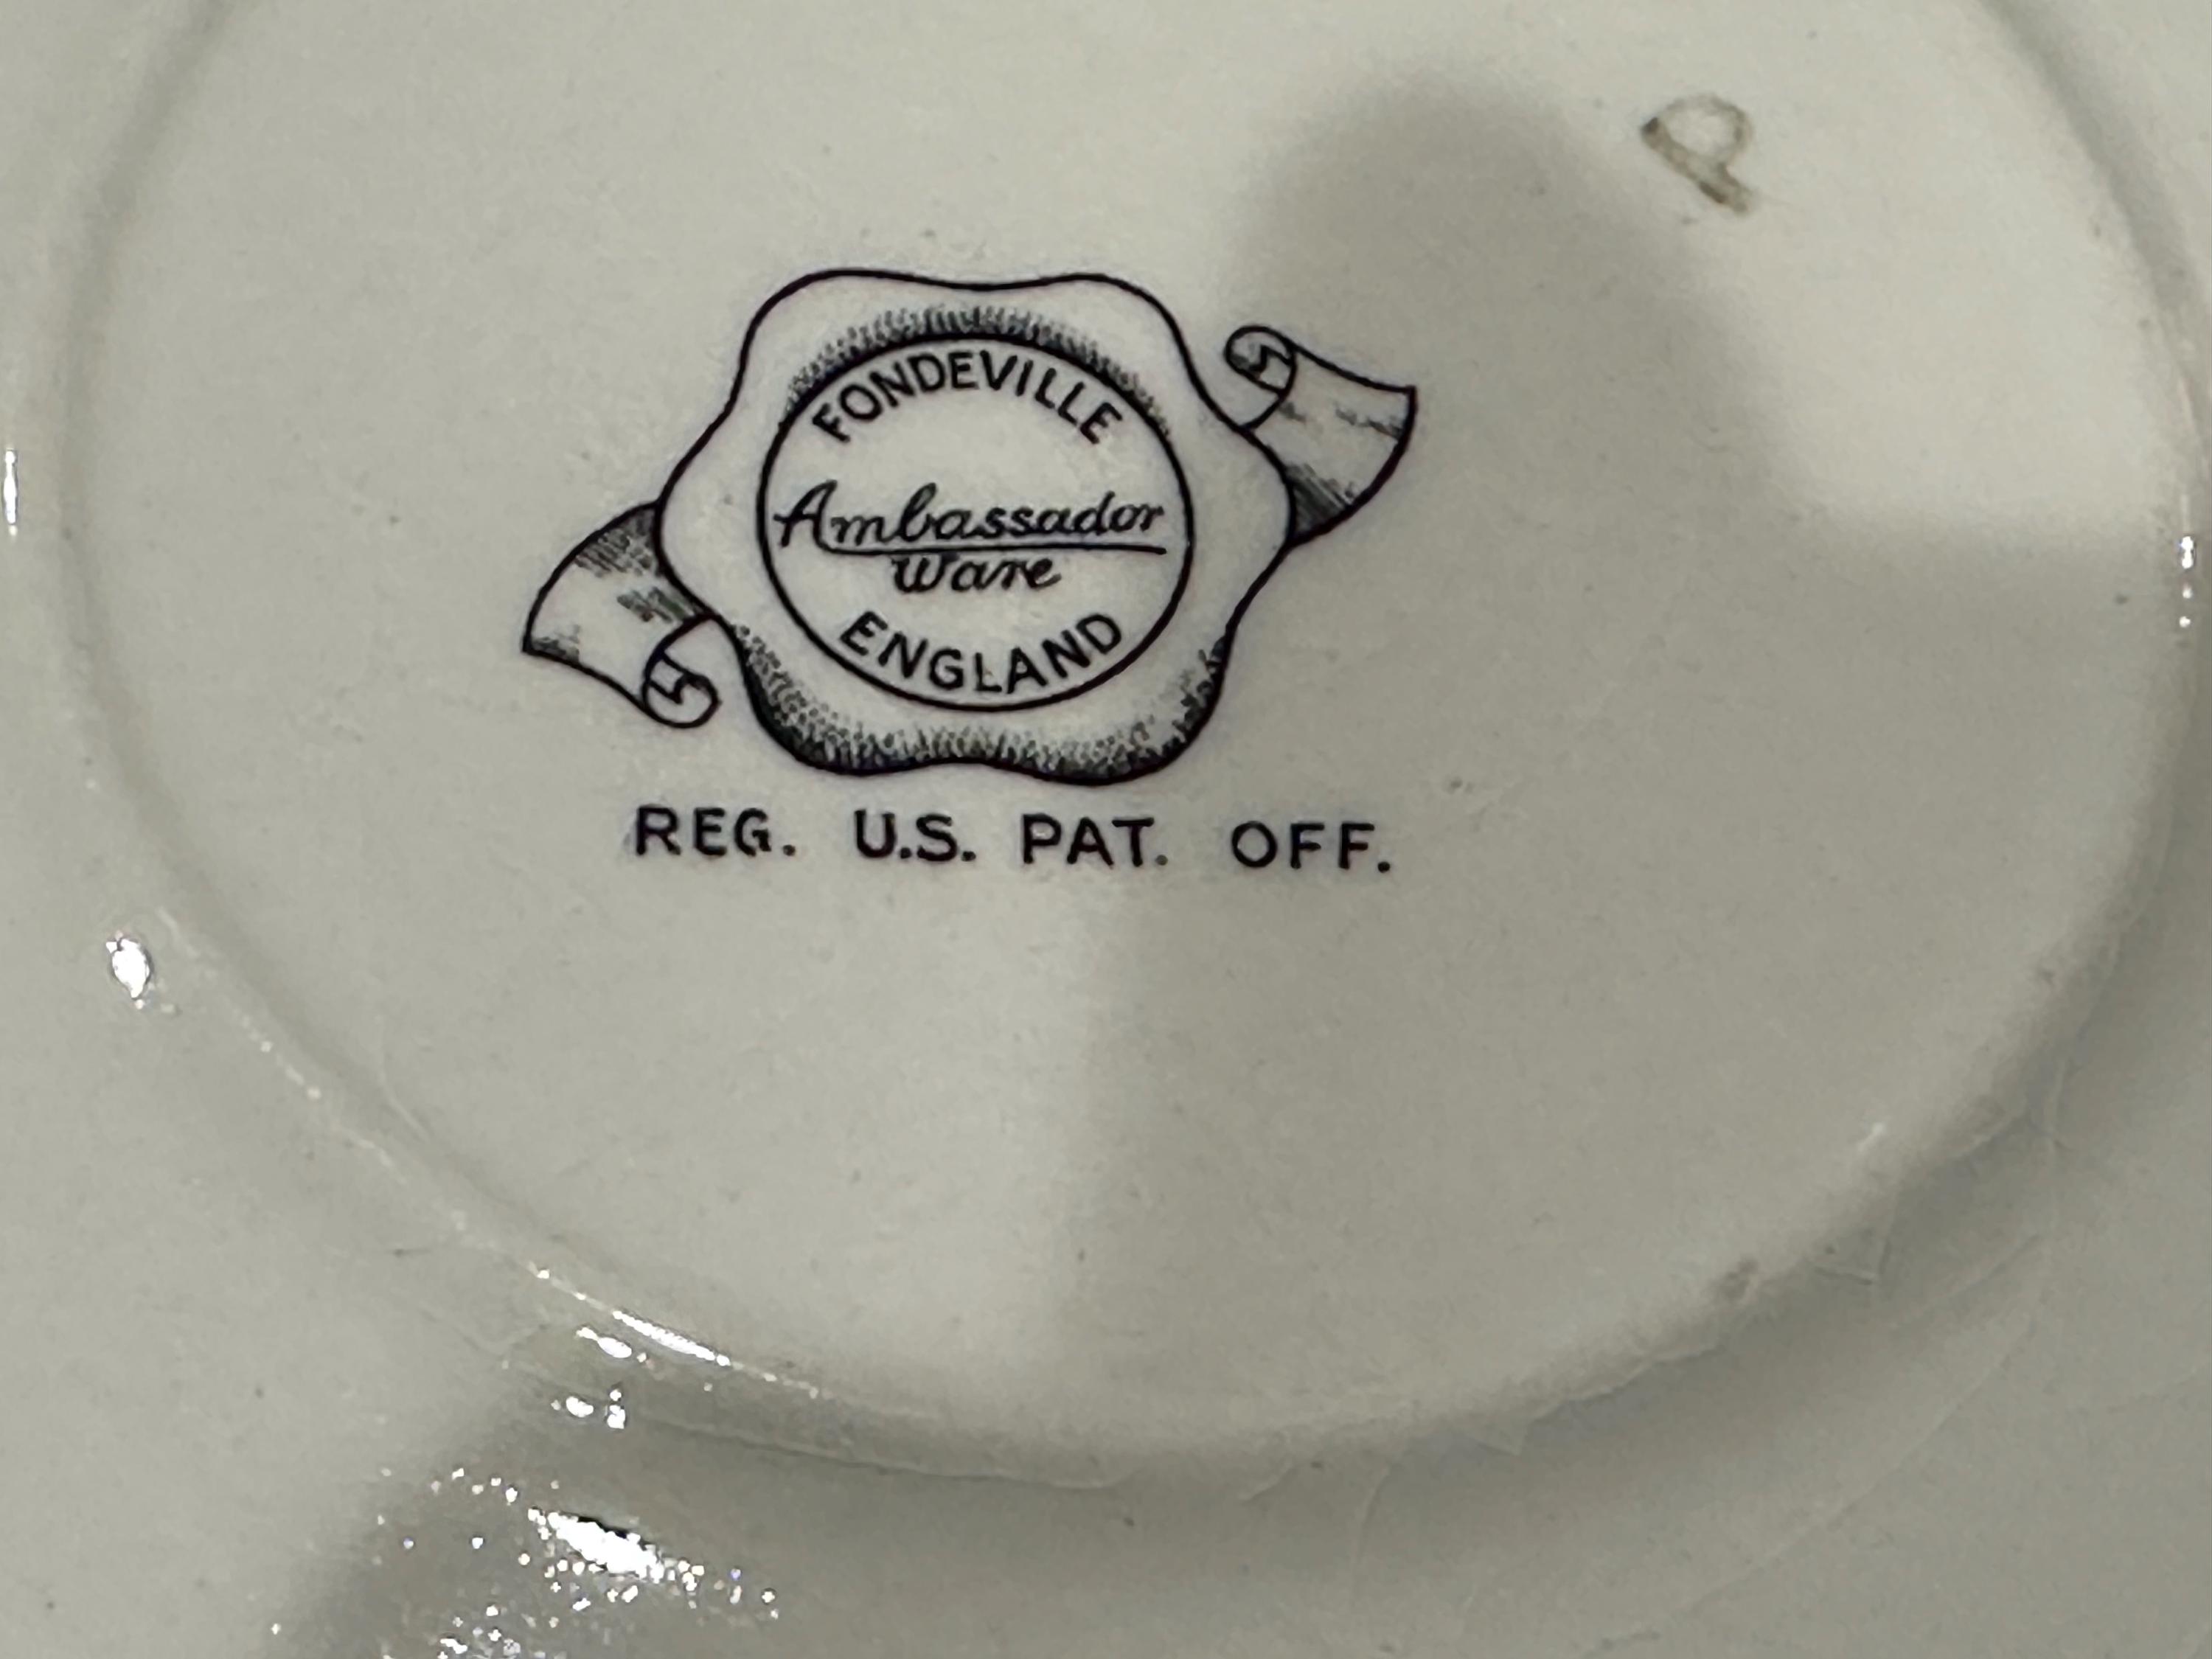 P
FONDEVILLE
Ambassador
Ware
ENGLAND
REG. U.S. PAT. OFF.